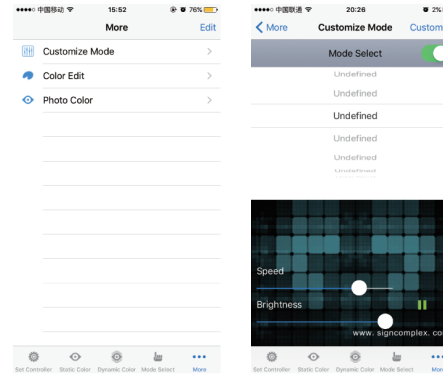 中国移动 15:52 76%
More Edit
Customize Mode
Color Edit
Photo Color
Set Controller Static Color Dynamic Color Mode Select More
中国联通 20:26 2%
More Customize Mode Custom
Mode Select
Undefined
Undefined
Undefined
Undefined
Undefined
Undefined
Speed
Brightness
www. signcomplex. co
Set Controller Static Color Dynamic Color Mode Select More